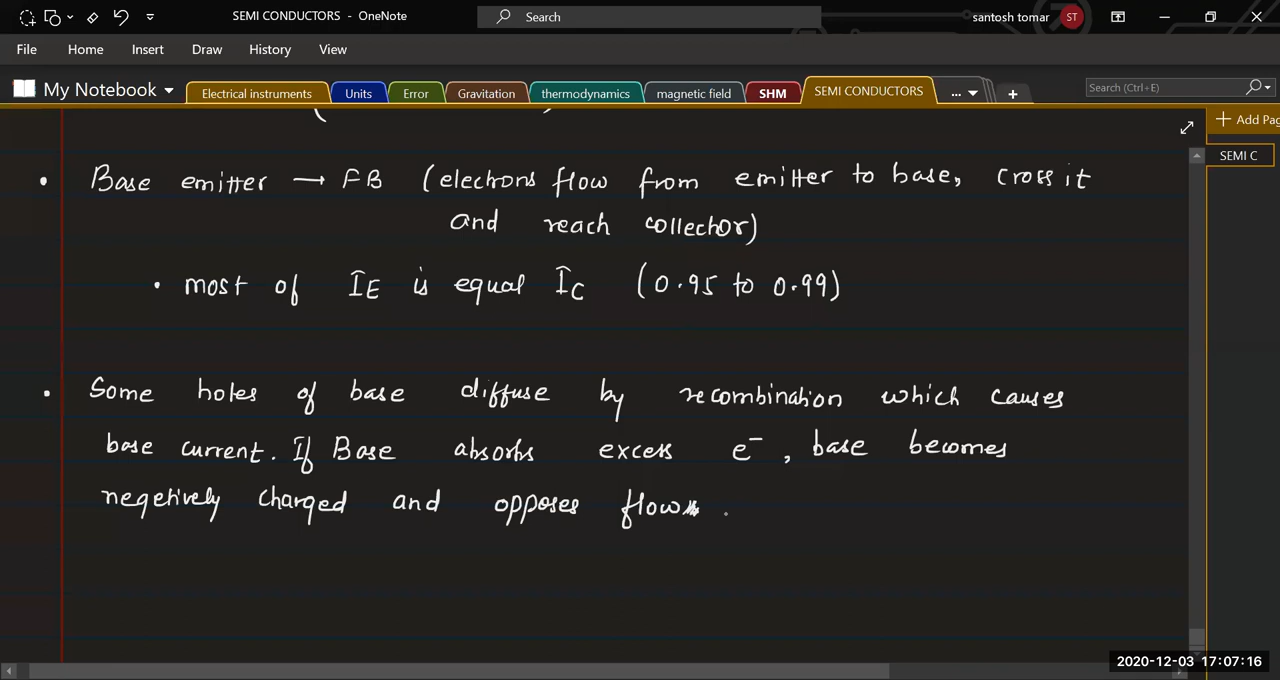 SEMI CONDUCTORS - OneNote
Search
santosh tomar
ST
File Home Insert Draw History View
My Notebook
Electrical instruments
Units
Error
Gravitation
thermodynamics
magnetic field
SHM
SEMI CONDUCTORS
...
Search (Ctrl+E)
Add Pag
SEMI C
• Base emitter → FB (electrons flow from emitter to base, cross it
and reach collector)
• most of IE is equal IC (0.95 to 0.99)
• Some holes of base diffuse by recombination which causes
base current. If Base absorbs excess e⁻, base becomes
negetively charged and opposes flow
2020-12-03 17:07:16